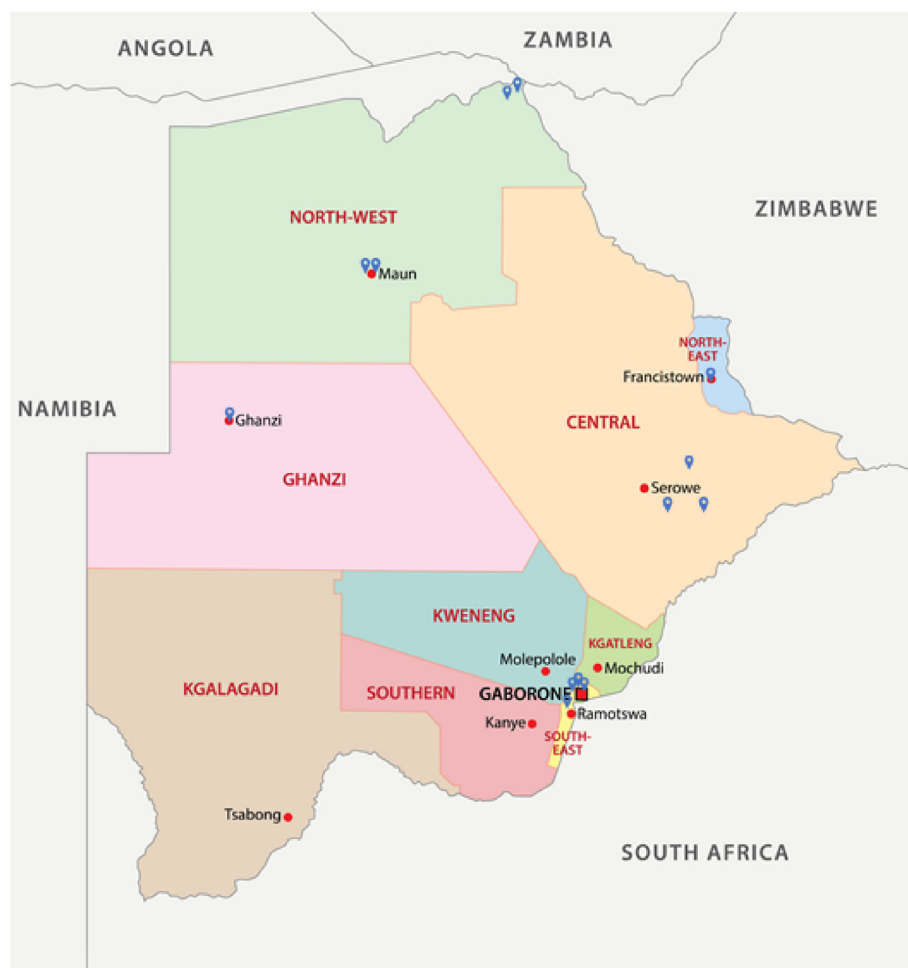 ANGOLA
ZAMBIA
ZIMBABWE
NORTH-WEST
Maun
NORTH-
EAST
Francistown
NAMIBIA
Ghanzi
CENTRAL
GHANZI
Serowe
KWENENG
KGATLENG
Molepolole
Mochudi
KGALAGADI
SOUTHERN
GABORONE
Ramotswa
Kanye
SOUTH-
EAST
Tsabong
SOUTH AFRICA